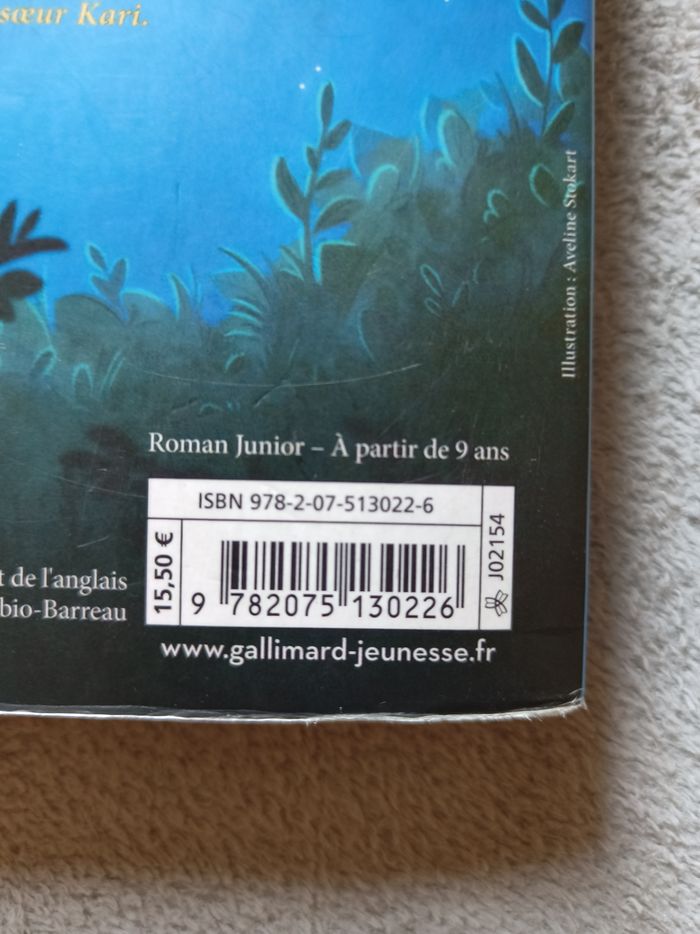 sœur Kari.
Illustration : Aveline Stokart
Roman Junior – À partir de 9 ans
ISBN 978-2-07-513022-6
15,50 €
9 782075 130226
J02154
t de l'anglais
bio-Barreau
www.gallimard-jeunesse.fr